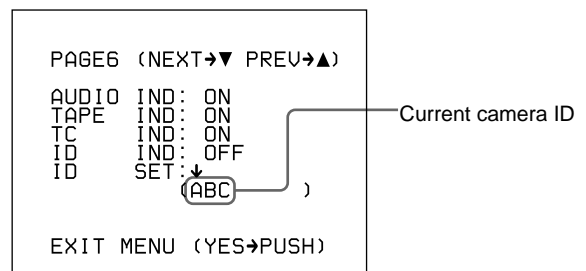 PAGE6 (NEXT➔▼ PREV➔▲)
AUDIO IND: ON
TAPE IND: ON
TC IND: ON
ID IND: OFF
ID SET:↓
(ABC )
Current camera ID
EXIT MENU (YES➔PUSH)